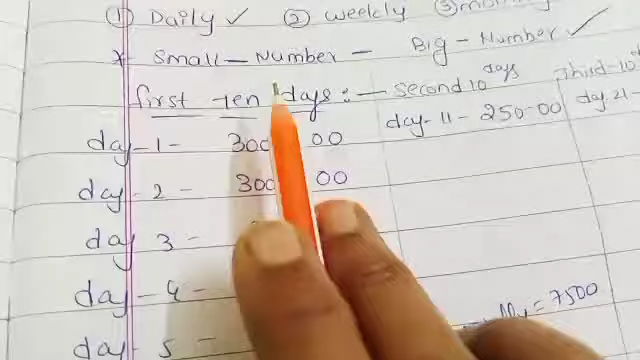 ① Daily ✓ ② weekly ③
* Small - Number - Big - Number ✓
first Ten days :- second 10 days Third - 10
day - 1 - 300 00 day - 11 - 250.00 day - 21 -
day - 2 - 300 00
day 3 -
day - 4 -
day - 5 - = 7500